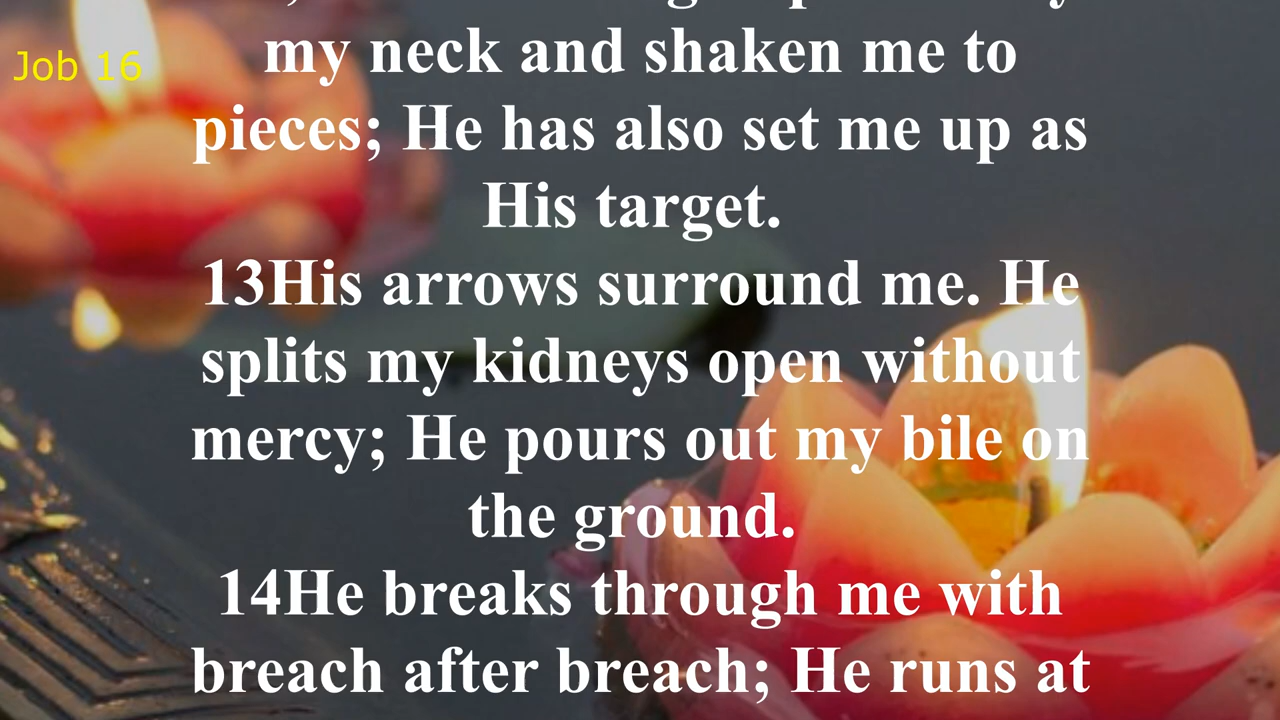 Job 16
my neck and shaken me to
pieces; He has also set me up as
His target.
13His arrows surround me. He
splits my kidneys open without
mercy; He pours out my bile on
the ground.
14He breaks through me with
breach after breach; He runs at